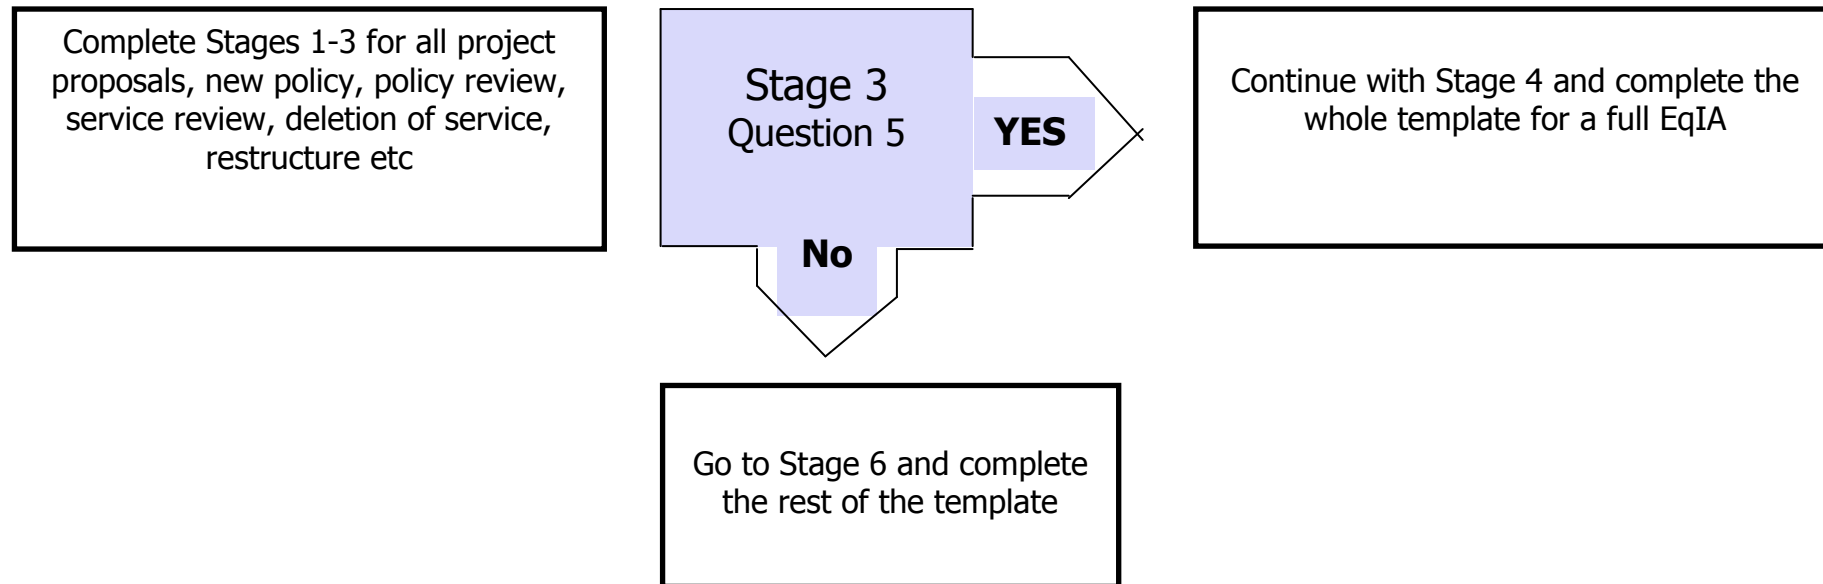 Complete Stages 1-3 for all project
proposals, new policy, policy review,
service review, deletion of service,
restructure etc
Stage 3
Question 5
YES
No
Continue with Stage 4 and complete the
whole template for a full EqIA
Go to Stage 6 and complete
the rest of the template